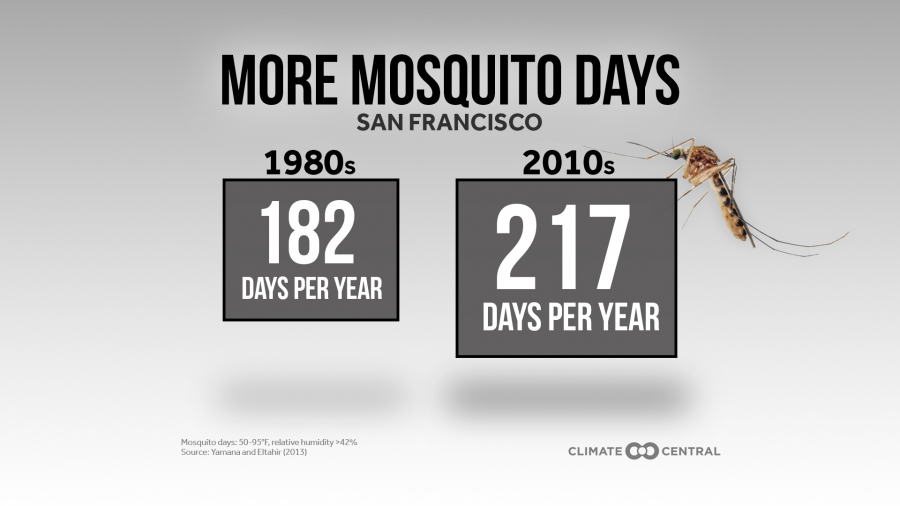 MORE MOSQUITO DAYS
SAN FRANCISCO
1980s
182
DAYS PER YEAR
2010s
217
DAYS PER YEAR
Mosquito days: 50-95°F, relative humidity >42%
Source: Yamana and Eltahir (2013)
CLIMATE CENTRAL